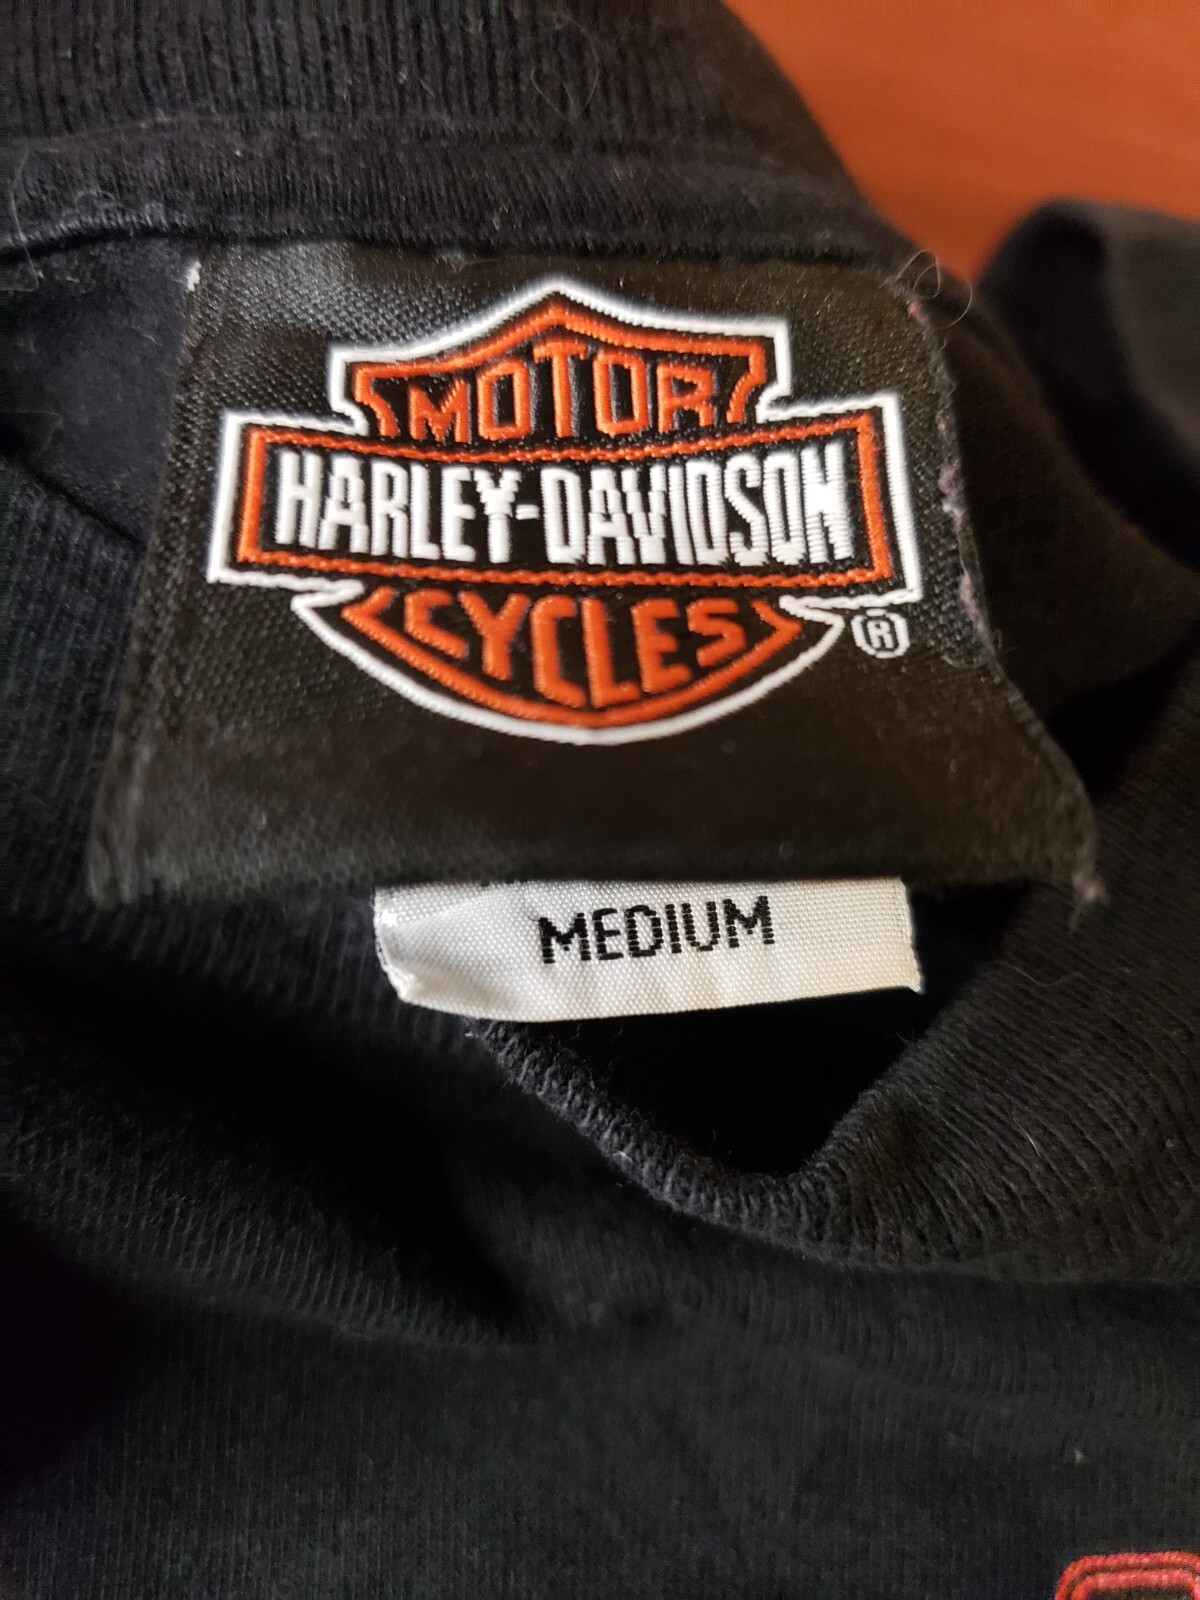 MOTOR
HARLEY-DAVIDSON
CYCLES
®
MEDIUM